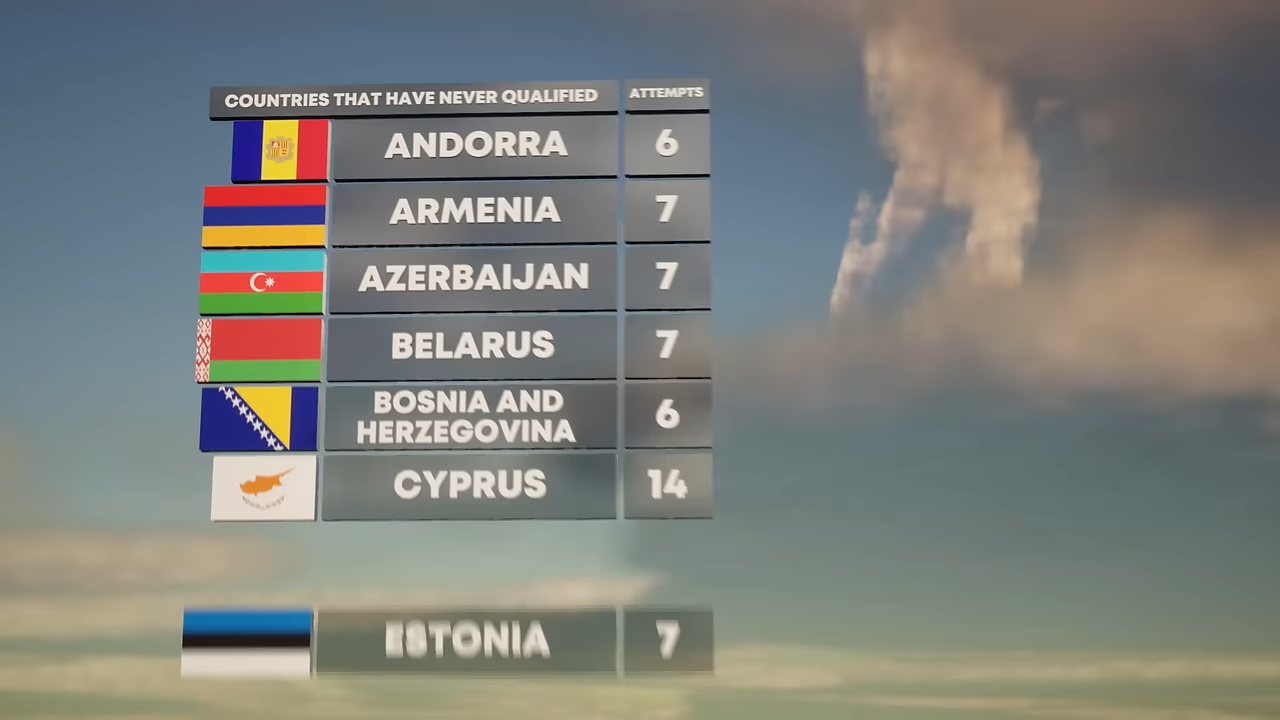 COUNTRIES THAT HAVE NEVER QUALIFIED ATTEMPTS
ANDORRA 6
ARMENIA 7
AZERBAIJAN 7
BELARUS 7
BOSNIA AND
HERZEGOVINA 6
CYPRUS 14
ESTONIA 7